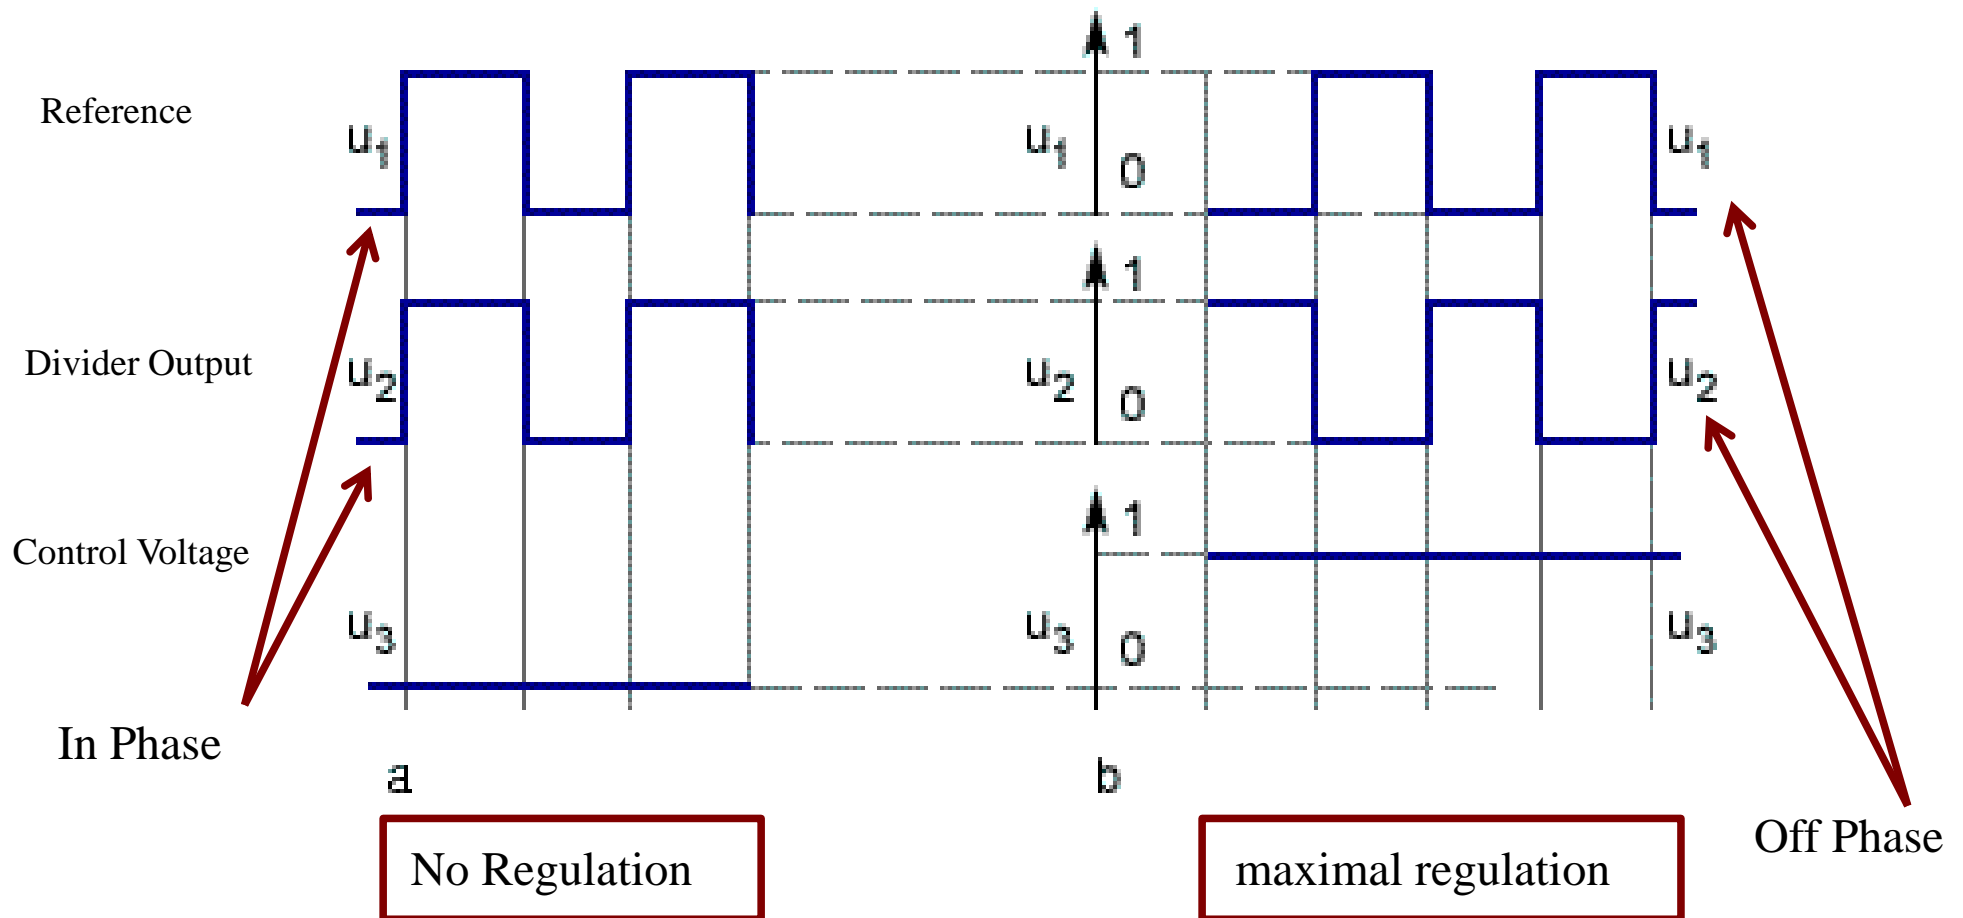 1
Reference
u1
u1
0
u1
1
Divider Output
u2
u2
0
u2
Control Voltage
1
u3
u3
0
u3
In Phase
a
b
Off Phase
No Regulation
maximal regulation